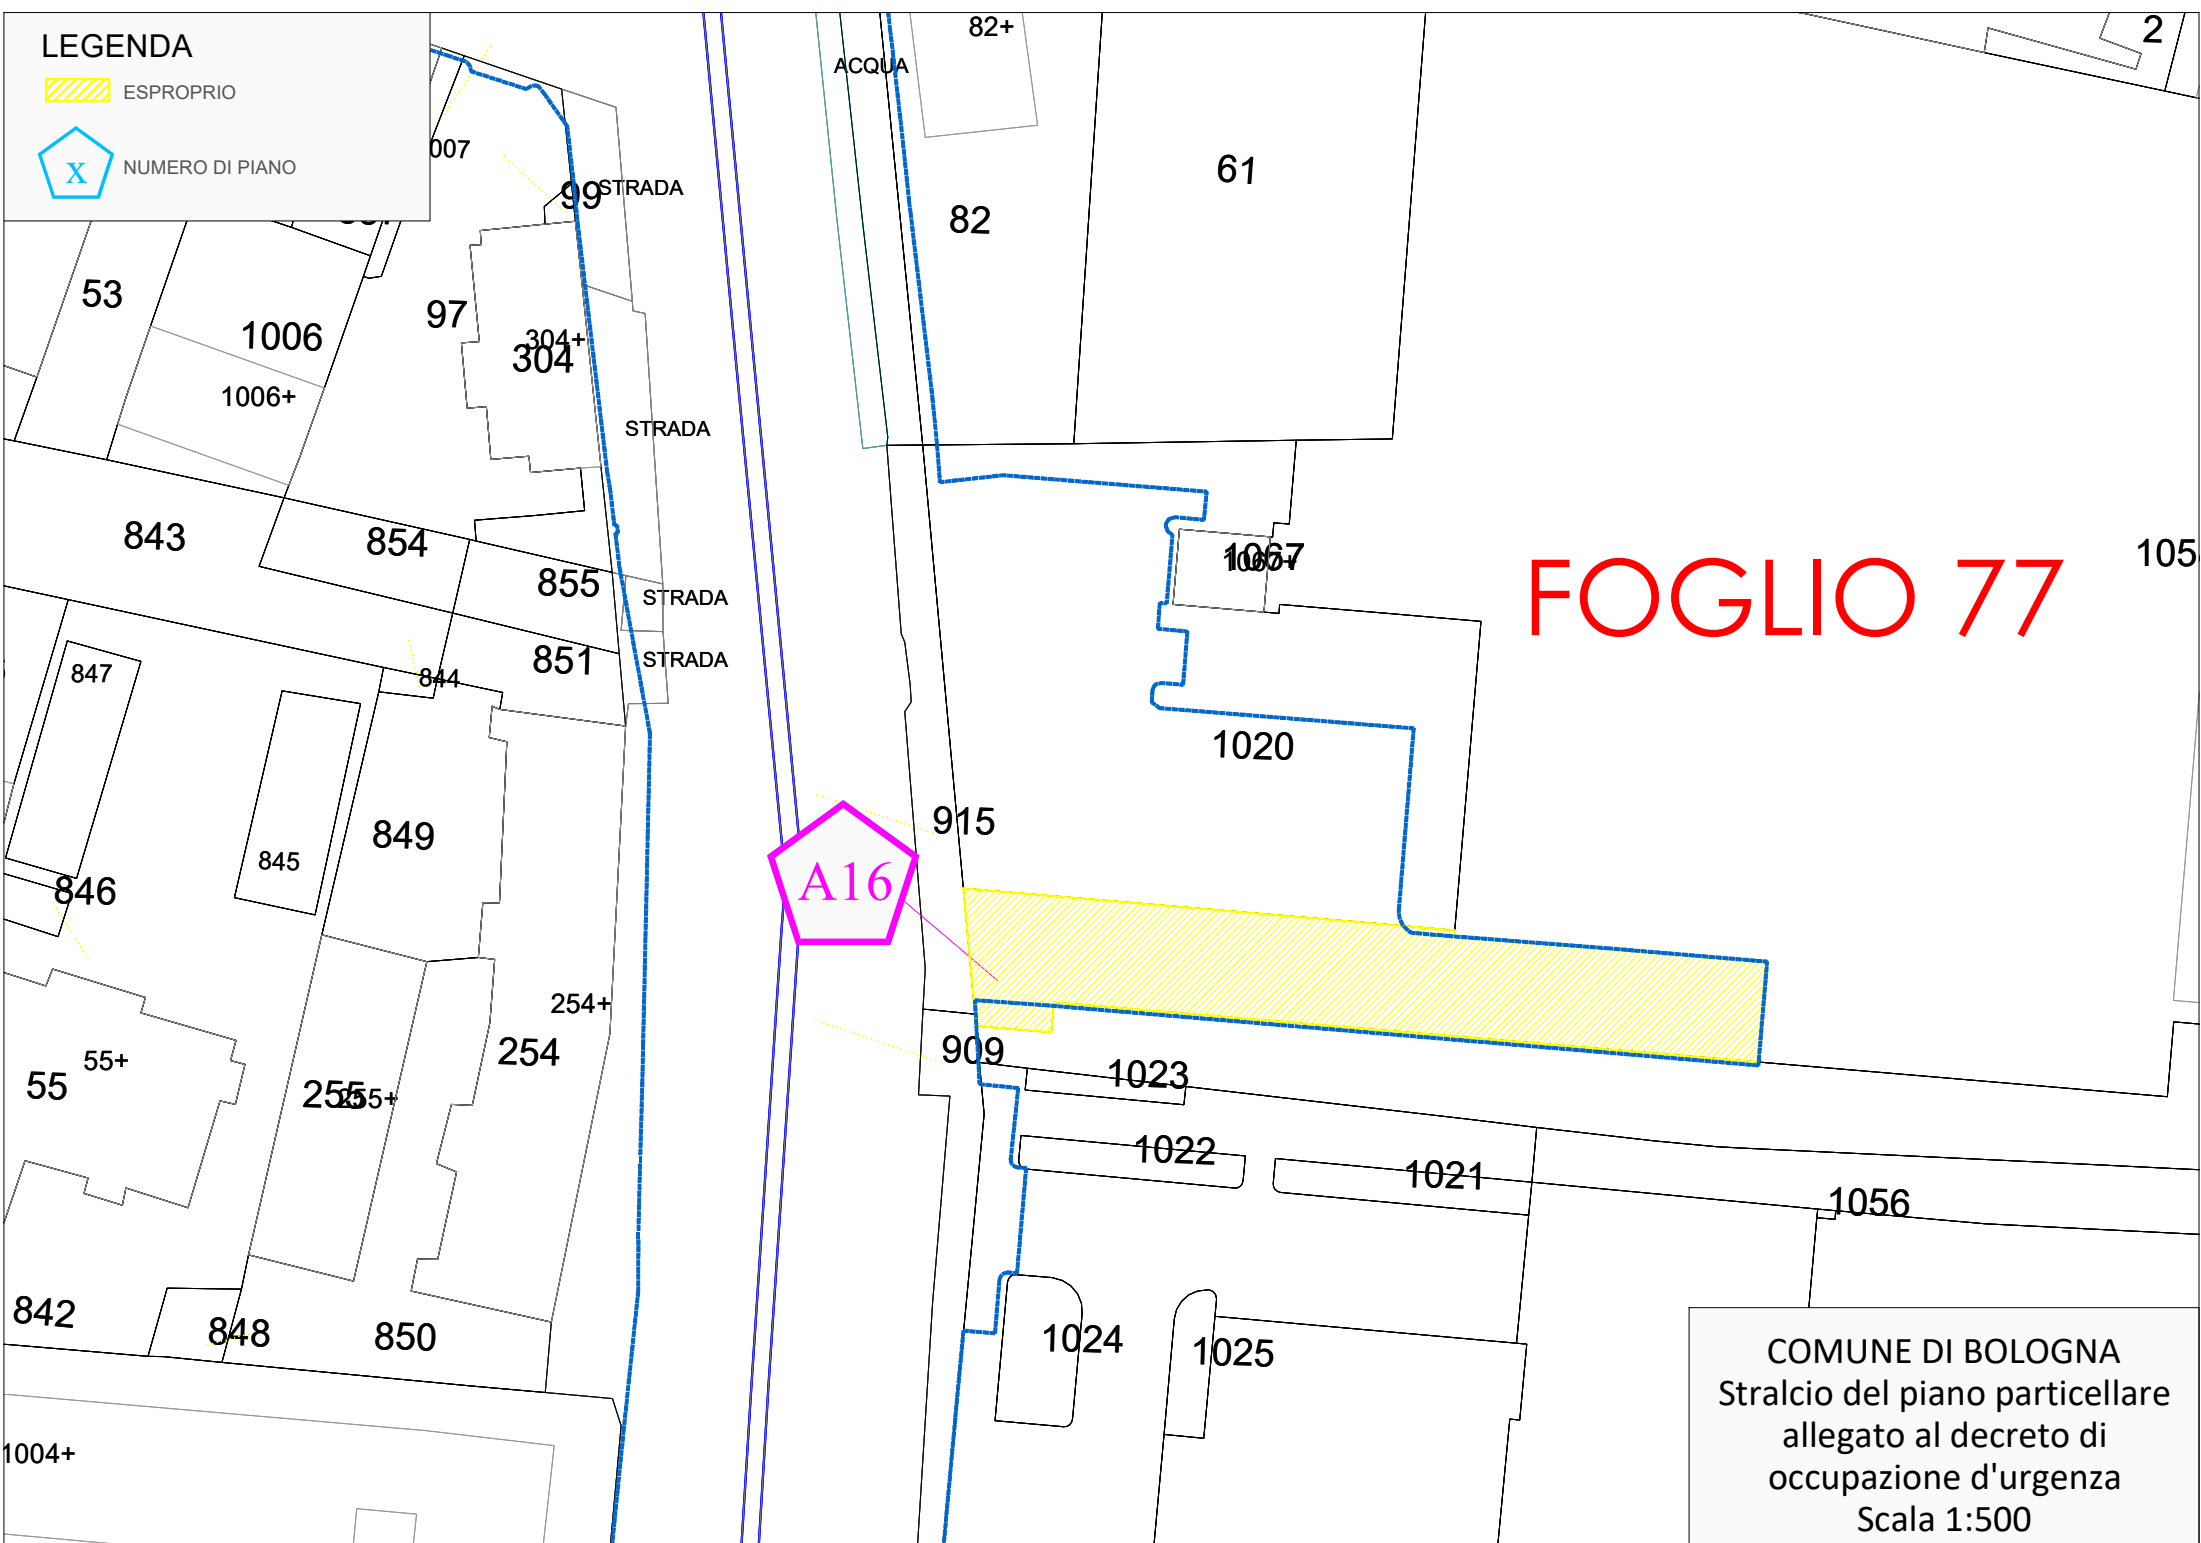 LEGENDA
ESPROPRIO
X NUMERO DI PIANO
82+
2
ACQUA
007
61
99 STRADA
82
53
97
1006
304+
304
1006+
STRADA
843
854
1067
1067+
105
FOGLIO 77
855
STRADA
851
STRADA
847
844
1020
915
849
845
A16
846
254+
254
909
55+
55
1023
255
255+
1022
1021
1056
842
848
850
1024
1025
1004+
COMUNE DI BOLOGNA
Stralcio del piano particellare
allegato al decreto di
occupazione d'urgenza
Scala 1:500